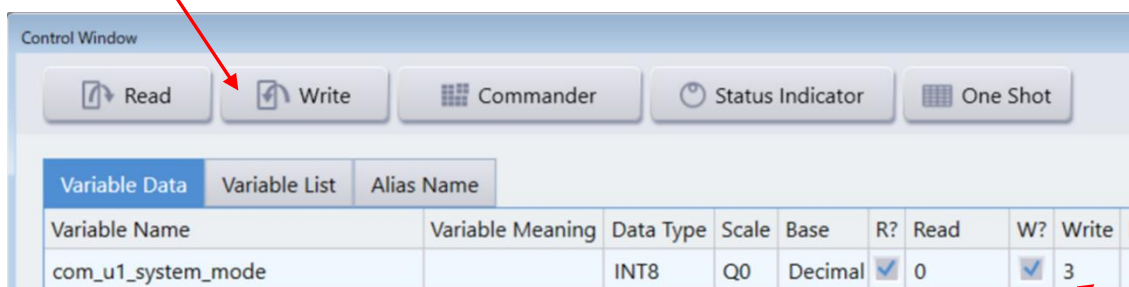 Control Window
Read Write Commander Status Indicator One Shot
Variable Data Variable List Alias Name
Variable Name Variable Meaning Data Type Scale Base R? Read W? Write
com_u1_system_mode INT8 Q0 Decimal 0 3